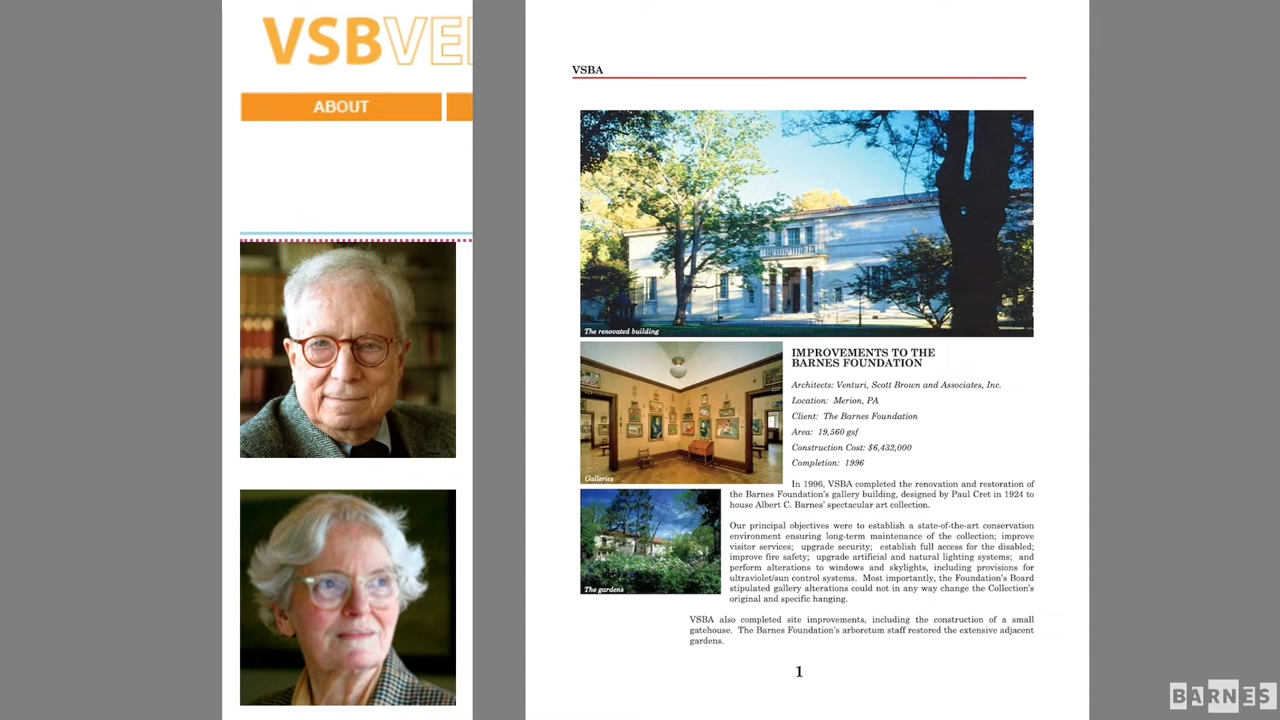 VSBVE
ABOUT
VSBA
The renovated building
Galleries
The gardens
IMPROVEMENTS TO THE
BARNES FOUNDATION
Architects: Venturi, Scott Brown and Associates, Inc.
Location: Merion, PA
Client: The Barnes Foundation
Area: 19,560 gsf
Construction Cost: $6,432,000
Completion: 1996
In 1996, VSBA completed the renovation and restoration of
the Barnes Foundation's gallery building, designed by Paul Cret in 1924 to
house Albert C. Barnes' spectacular art collection.
Our principal objectives were to establish a state-of-the-art conservation
environment ensuring long-term maintenance of the collection; improve
visitor services; upgrade security; establish full access for the disabled;
improve fire safety; upgrade artificial and natural lighting systems; and
perform alterations to windows and skylights, including provisions for
ultraviolet/sun control systems. Most importantly, the Foundation's Board
stipulated gallery alterations could not in any way change the Collection's
original and specific hanging.
VSBA also completed site improvements, including the construction of a small
gatehouse. The Barnes Foundation's arboretum staff restored the extensive adjacent
gardens.
1
BARNES